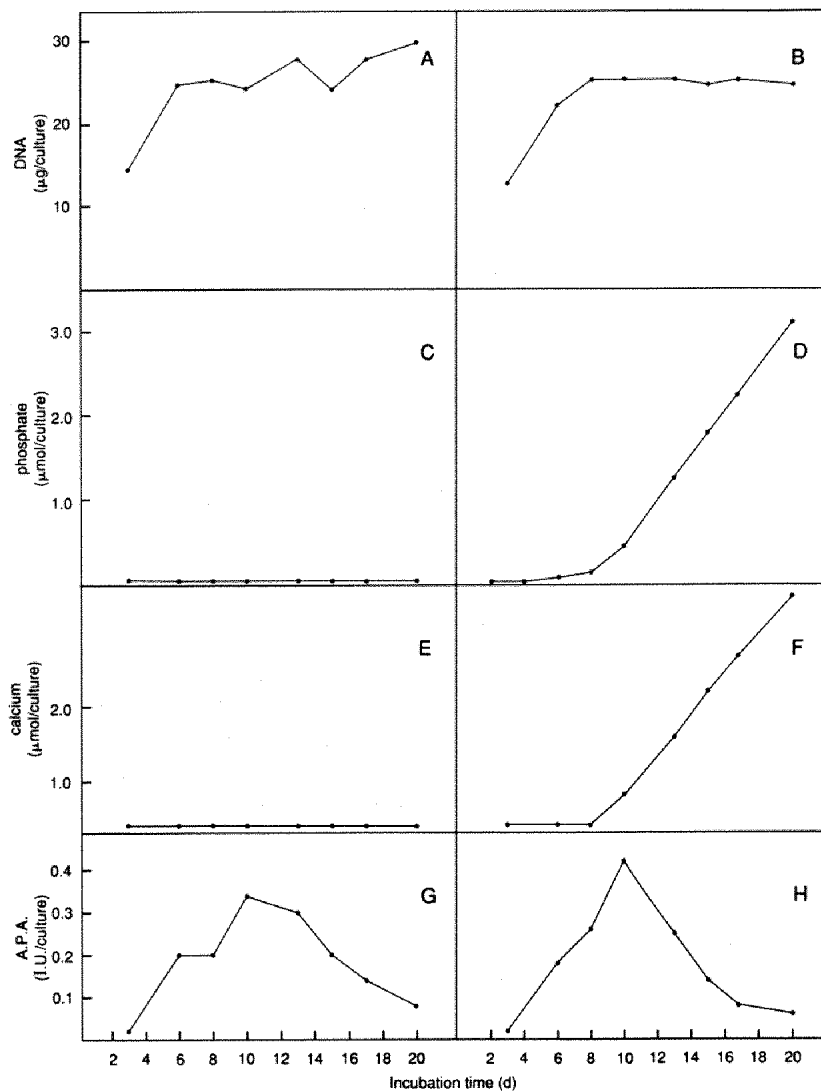 30
20
10
DNA
(µg/culture)
A
B
3.0
2.0
1.0
phosphate
(µmol/culture)
C
D
2.0
1.0
calcium
(µmol/culture)
E
F
0.4
0.3
0.2
0.1
A.P.A.
(I.U./culture)
G
H
2 4 6 8 10 12 14 16 18 20 2 4 6 8 10 12 14 16 18 20
Incubation time (d)